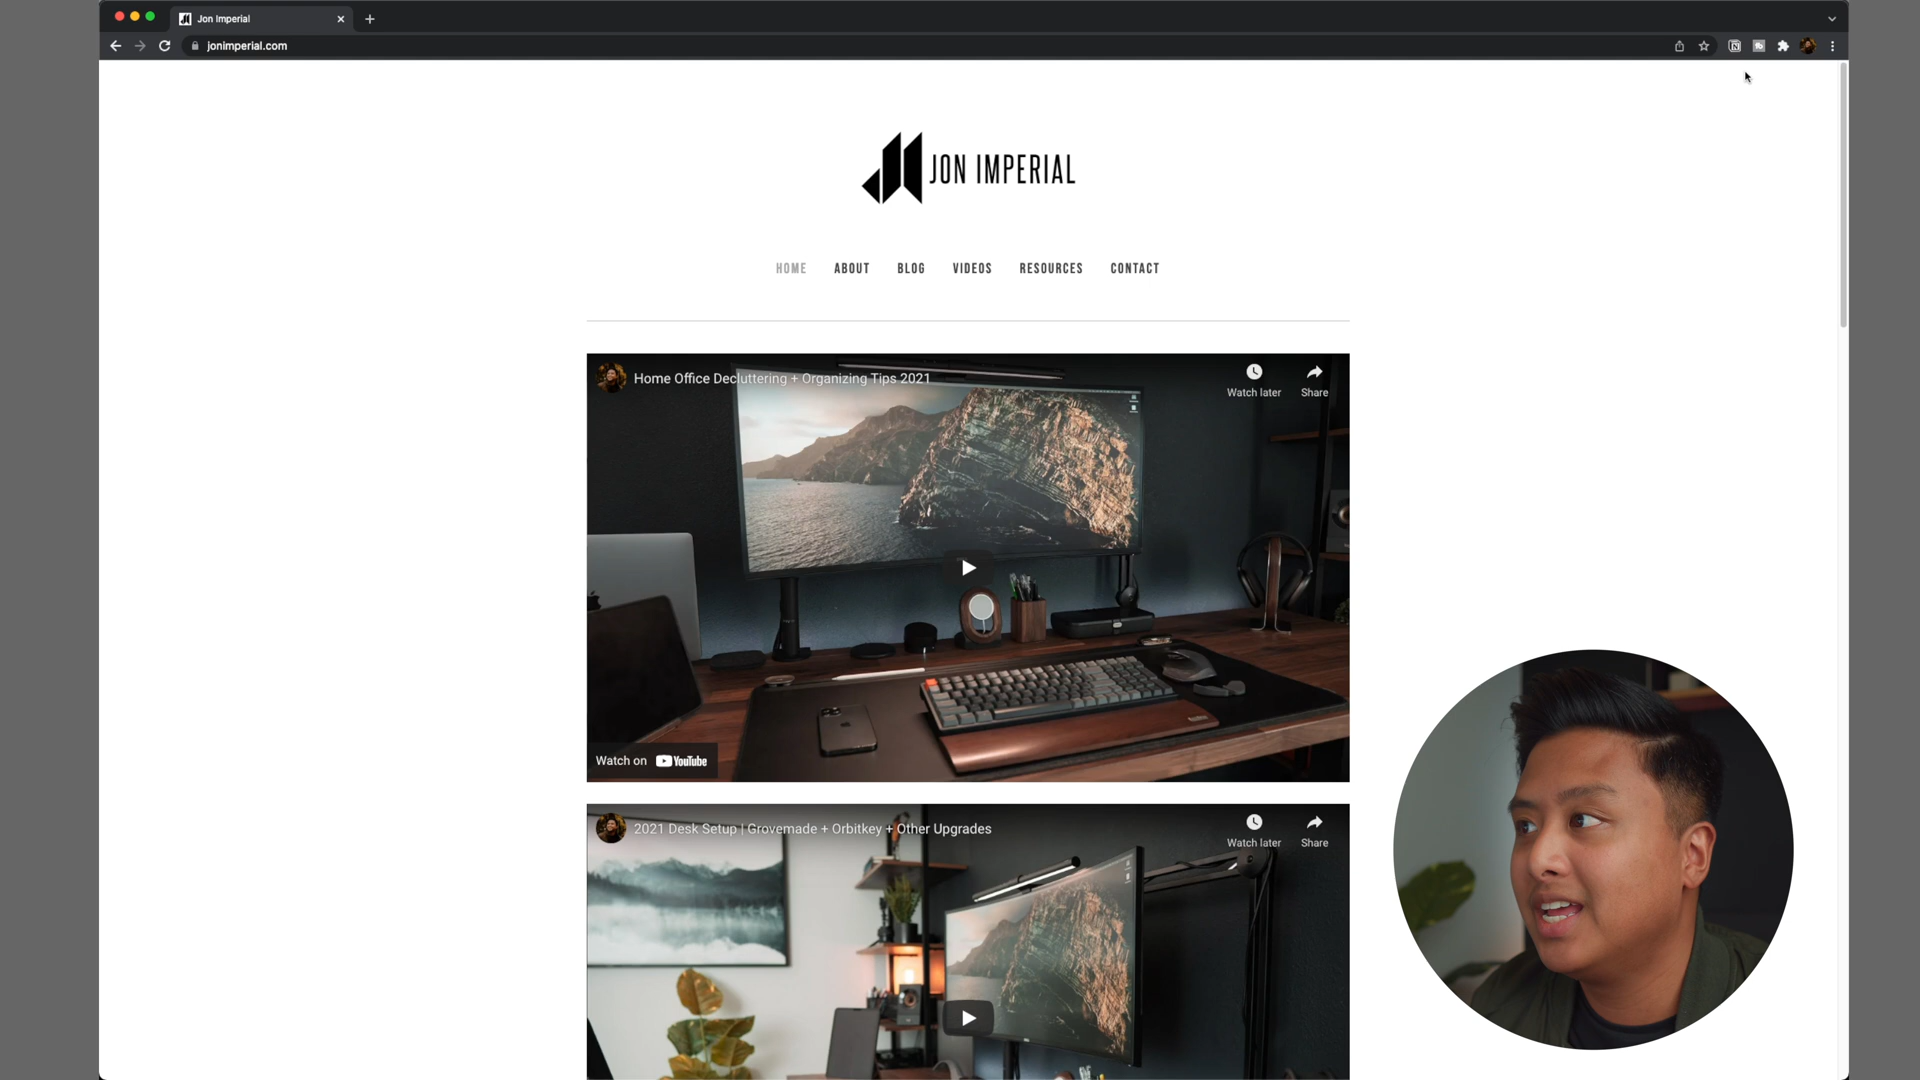 Jon Imperial
jonimperial.com
JON IMPERIAL
HOME ABOUT BLOG VIDEOS RESOURCES CONTACT
Home Office Decluttering + Organizing Tips 2021
Watch later Share
Watch on YouTube
2021 Desk Setup | Grovemade + Orbitkey + Other Upgrades
Watch later Share